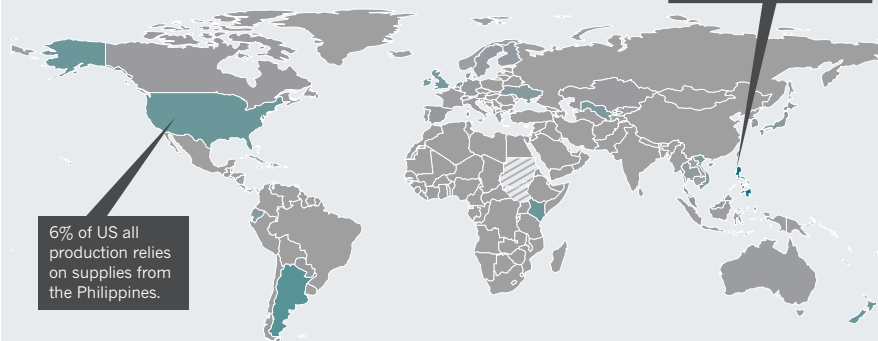 6% of US all
production relies
on supplies from
the Philippines.